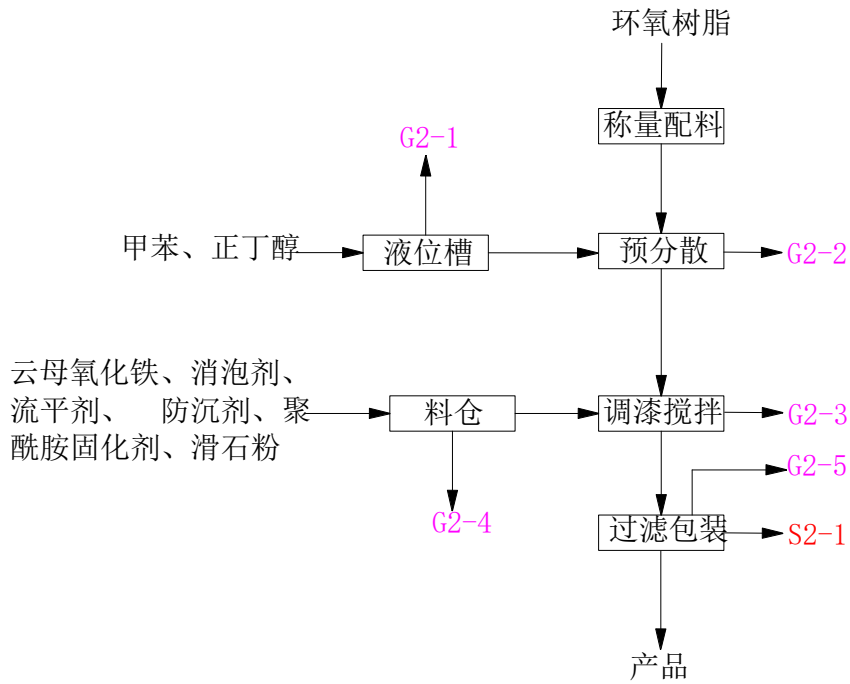 环氧树脂
称量配料
G2-1
甲苯、正丁醇
液位槽
预分散
G2-2
云母氧化铁、消泡剂、
流平剂、 防沉剂、聚
酰胺固化剂、滑石粉
料仓
调漆搅拌
G2-3
G2-5
G2-4
过滤包装
S2-1
产品